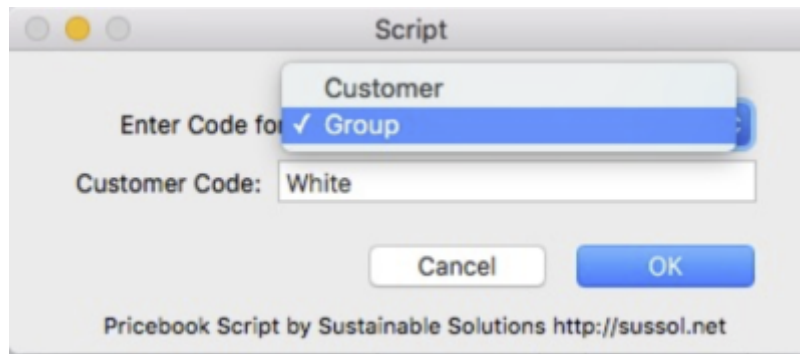 Script
Customer
Enter Code for ✓ Group
Customer Code: White
Cancel OK
Pricebook Script by Sustainable Solutions http://sussol.net